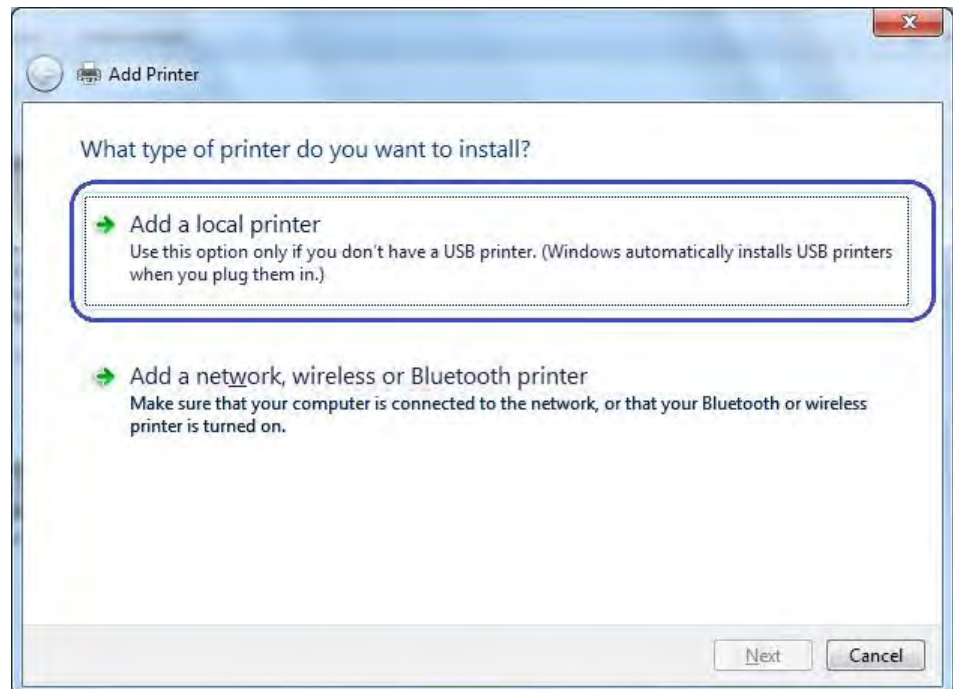 Add Printer
What type of printer do you want to install?
Add a local printer
Use this option only if you don't have a USB printer. (Windows automatically installs USB printers
when you plug them in.)
Add a network, wireless or Bluetooth printer
Make sure that your computer is connected to the network, or that your Bluetooth or wireless
printer is turned on.
Next Cancel